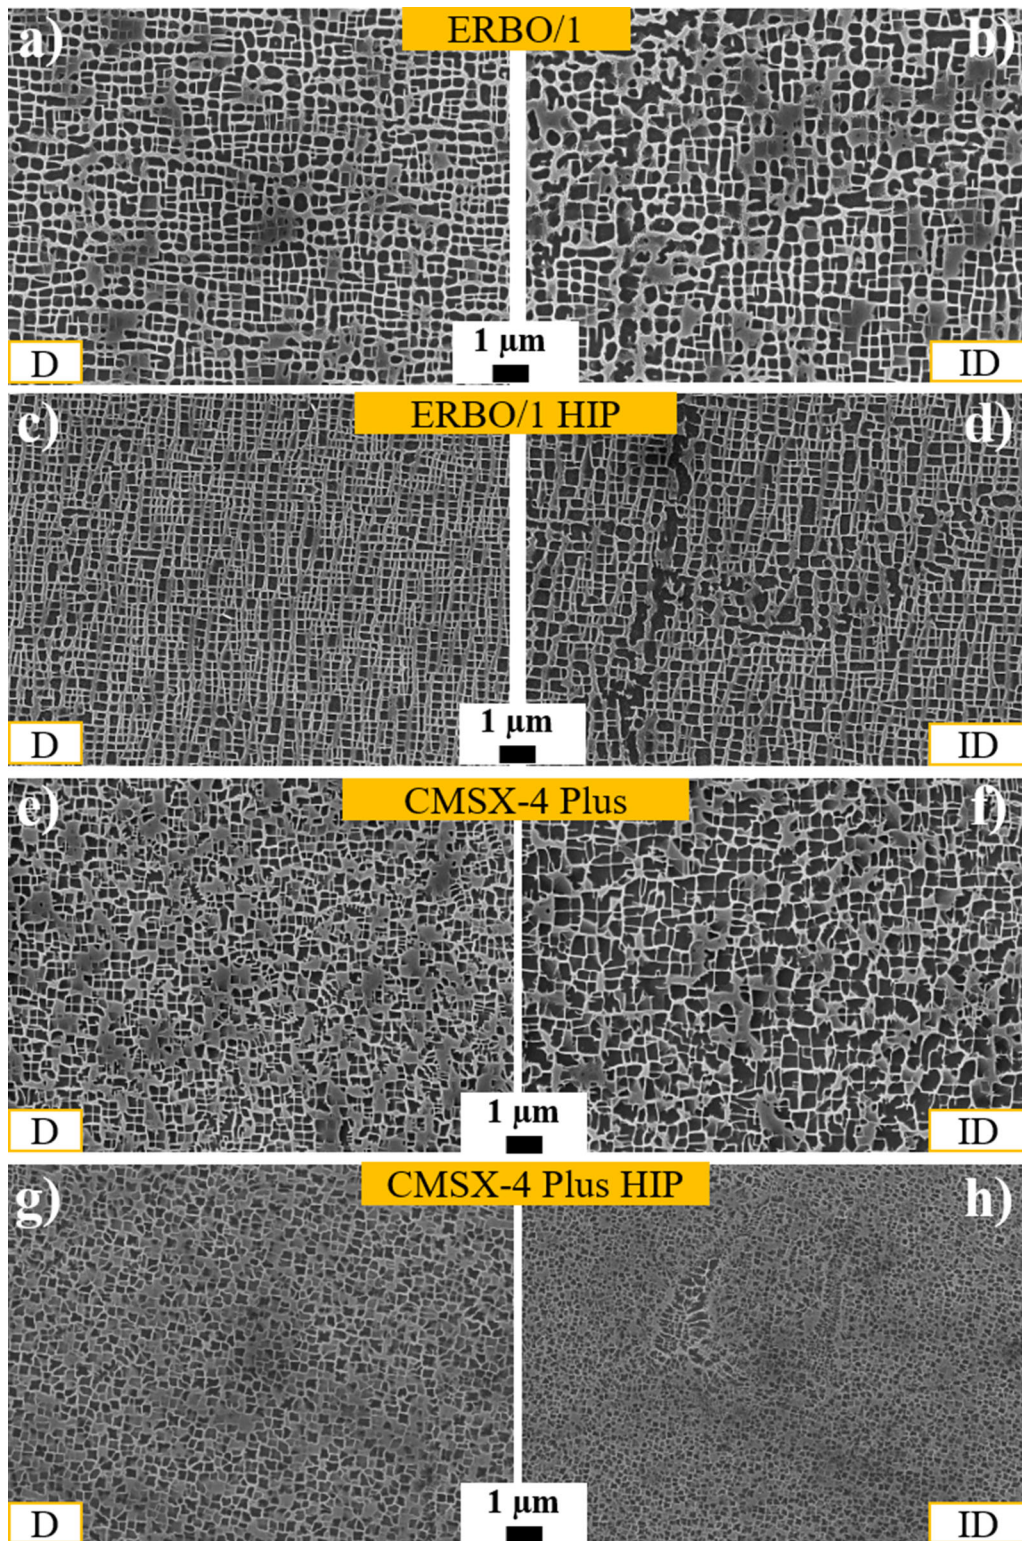 a) ERBO/1 b)
D 1 μm ID
c) ERBO/1 HIP d)
D 1 μm ID
e) CMSX-4 Plus f)
D 1 μm ID
g) CMSX-4 Plus HIP h)
D 1 μm ID